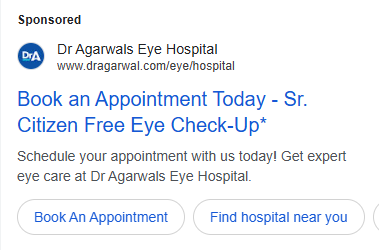 Sponsored
DrA
Dr Agarwals Eye Hospital
www.dragarwal.com/eye/hospital
Book an Appointment Today - Sr.
Citizen Free Eye Check-Up*
Schedule your appointment with us today! Get expert
eye care at Dr Agarwals Eye Hospital.
Book An Appointment
Find hospital near you